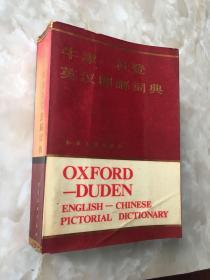 牛津—杜登
英汉图解词典
OXFORD
—DUDEN
ENGLISH—CHINESE
PICTORIAL DICTIONARY